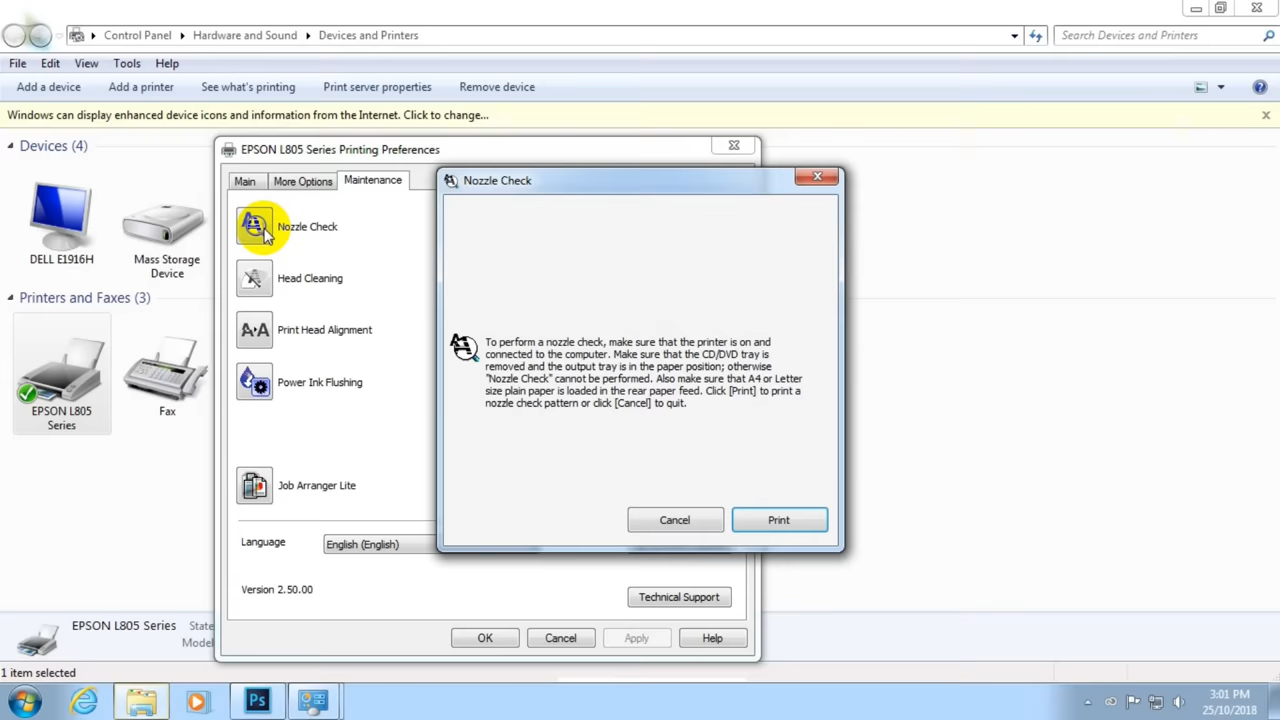 Control Panel
Hardware and Sound
Devices and Printers
Search Devices and Printers
File Edit View Tools Help
Add a device Add a printer See what's printing Print server properties Remove device
Windows can display enhanced device icons and information from the Internet. Click to change...
Devices (4)
DELL E1916H
Mass Storage
Device
Printers and Faxes (3)
EPSON L805
Series
Fax
EPSON L805 Series Printing Preferences
Main More Options Maintenance
Nozzle Check
Head Cleaning
Print Head Alignment
Power Ink Flushing
Job Arranger Lite
Language English (English)
Version 2.50.00
Technical Support
OK Cancel Apply Help
Nozzle Check
To perform a nozzle check, make sure that the printer is on and
connected to the computer. Make sure that the CD/DVD tray is
removed and the output tray is in the paper position; otherwise
"Nozzle Check" cannot be performed. Also make sure that A4 or Letter
size plain paper is loaded in the rear paper feed. Click [Print] to print a
nozzle check pattern or click [Cancel] to quit.
Cancel Print
EPSON L805 Series State
Model
1 item selected
Ps
3:01 PM
25/10/2018